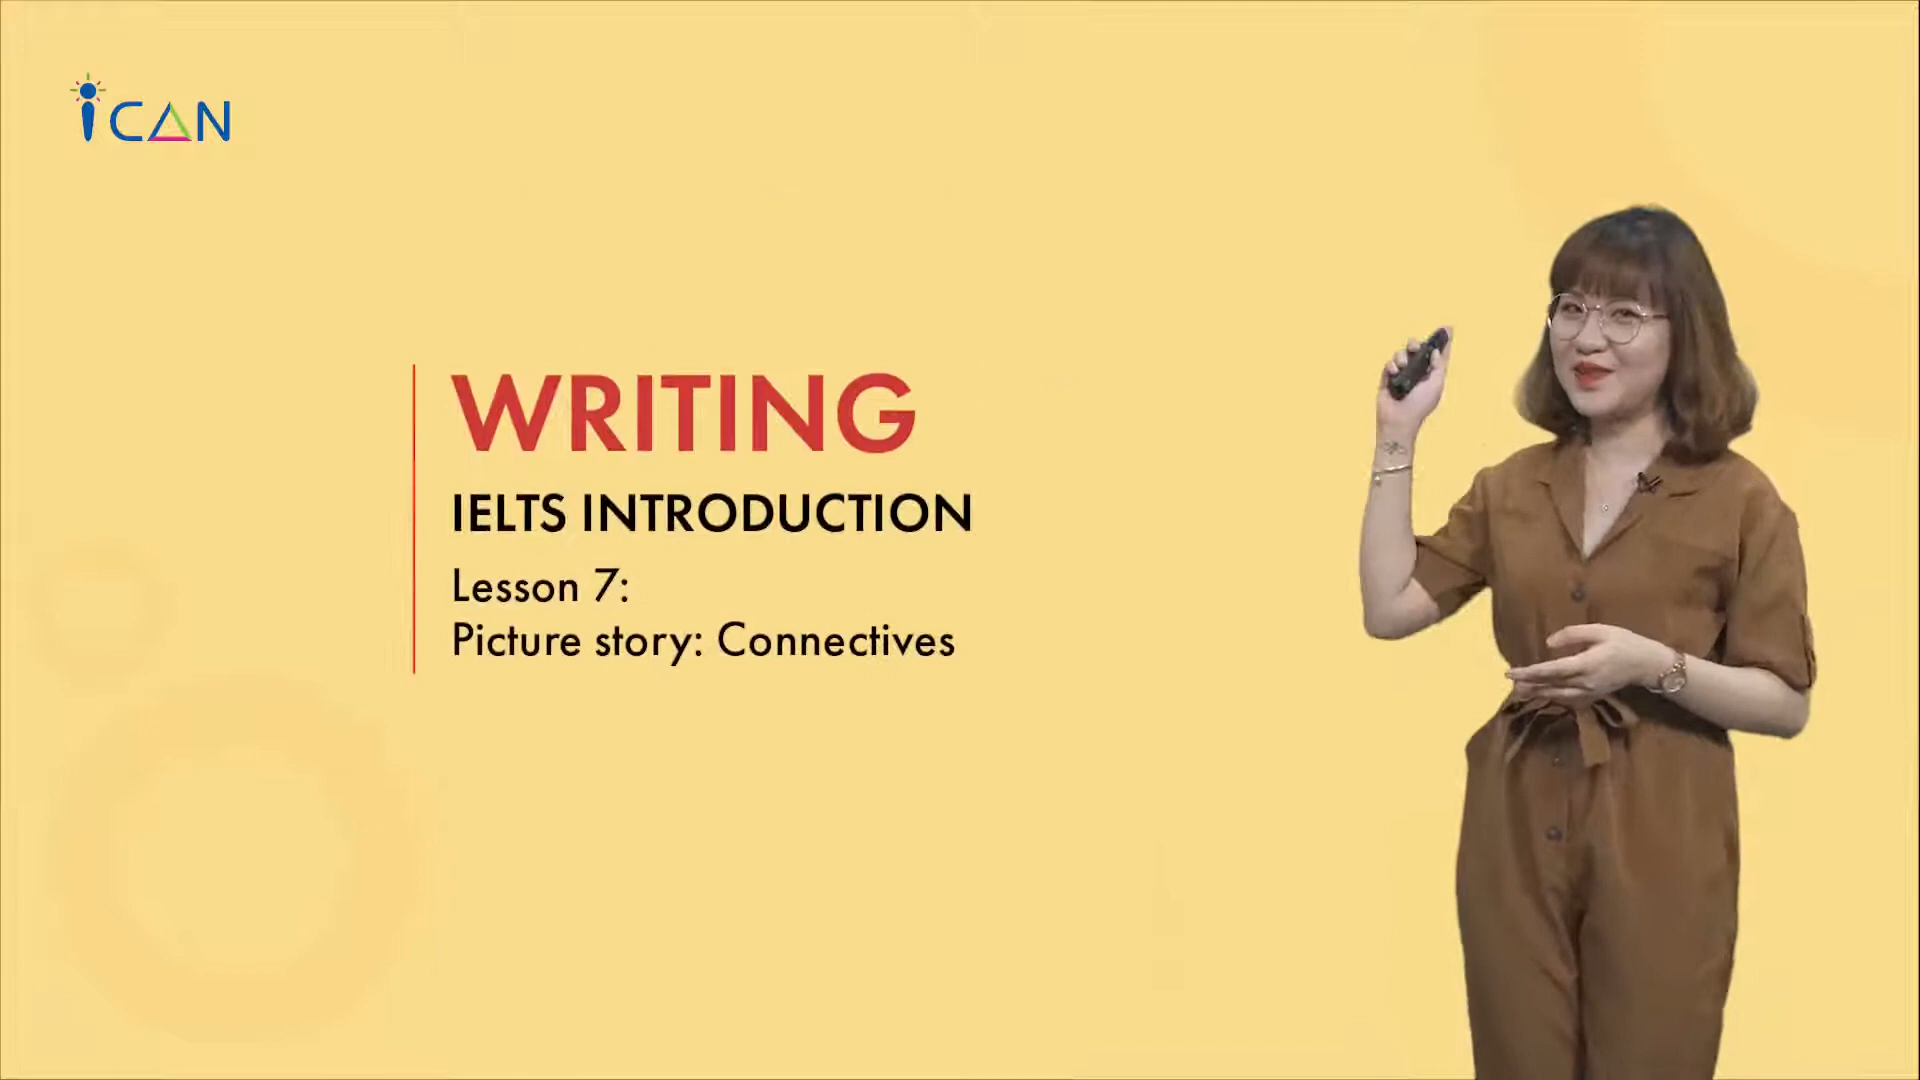 iCAN
WRITING
IELTS INTRODUCTION
Lesson 7:
Picture story: Connectives